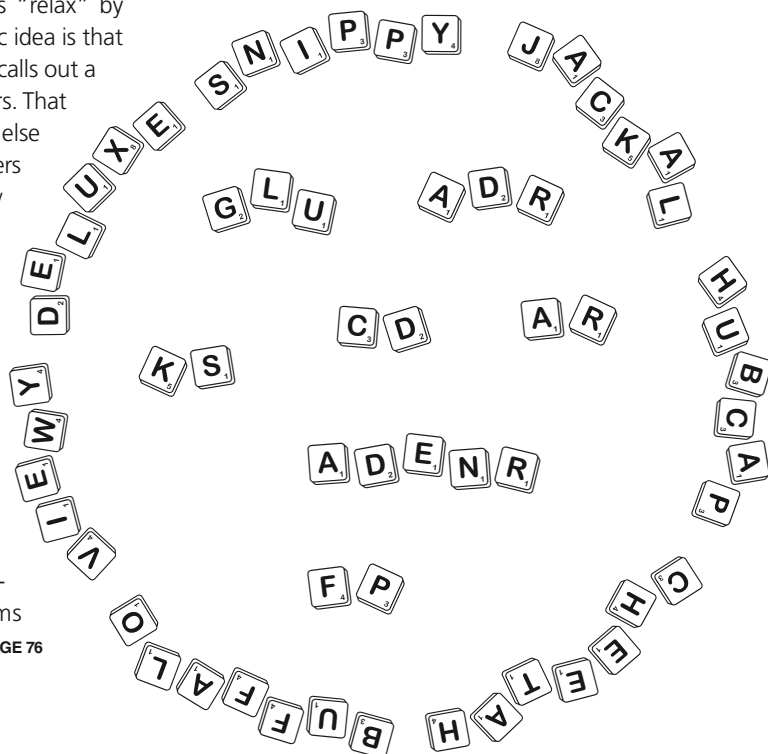 s “relax” by
c idea is that
calls out a
rs. That
else
ers
-
ms
GE 76
SNIPPY
JACKAL
HUBCAP
CHEETAH
BUFFALO
VIEWY
DELUXE
GLU
ADR
CD
AR
KS
ADENR
FP